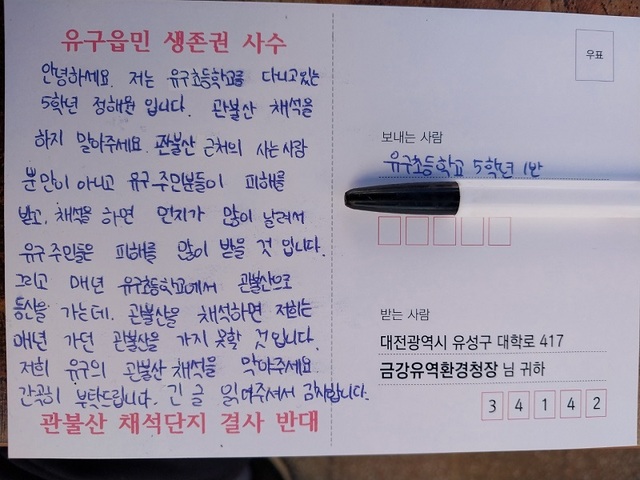 유구읍민 생존권 사수
안녕하세요. 저는 유구초등학교를 다니고있는
5학년 정해원 입니다. 관불산 채석을
하지 말아주세요. 관불산 근처의 사는사람
뿐만이 아니고 유구주민분들이 피해를
받고. 채석을 하면 먼지가 많이 날려서
유구주민들은 피해를 많이 받을 것 입니다.
그리고 매년 유구초등학교에서 관불산으로
등산을 가는데. 관불산을 채석하면 저희는
매년 가던 관불산을 가지 못할 것입니다.
저희 유구의 관불산 채석을 막아주세요
간곡히 부탁드립니다. 긴 글 읽어주셔서 감사합니다.
관불산 채석단지 결사 반대
우표
보내는 사람
유구초등학교 5학년 1반
받는 사람
대전광역시 유성구 대학로 417
금강유역환경청장 님 귀하
3 4 1 4 2